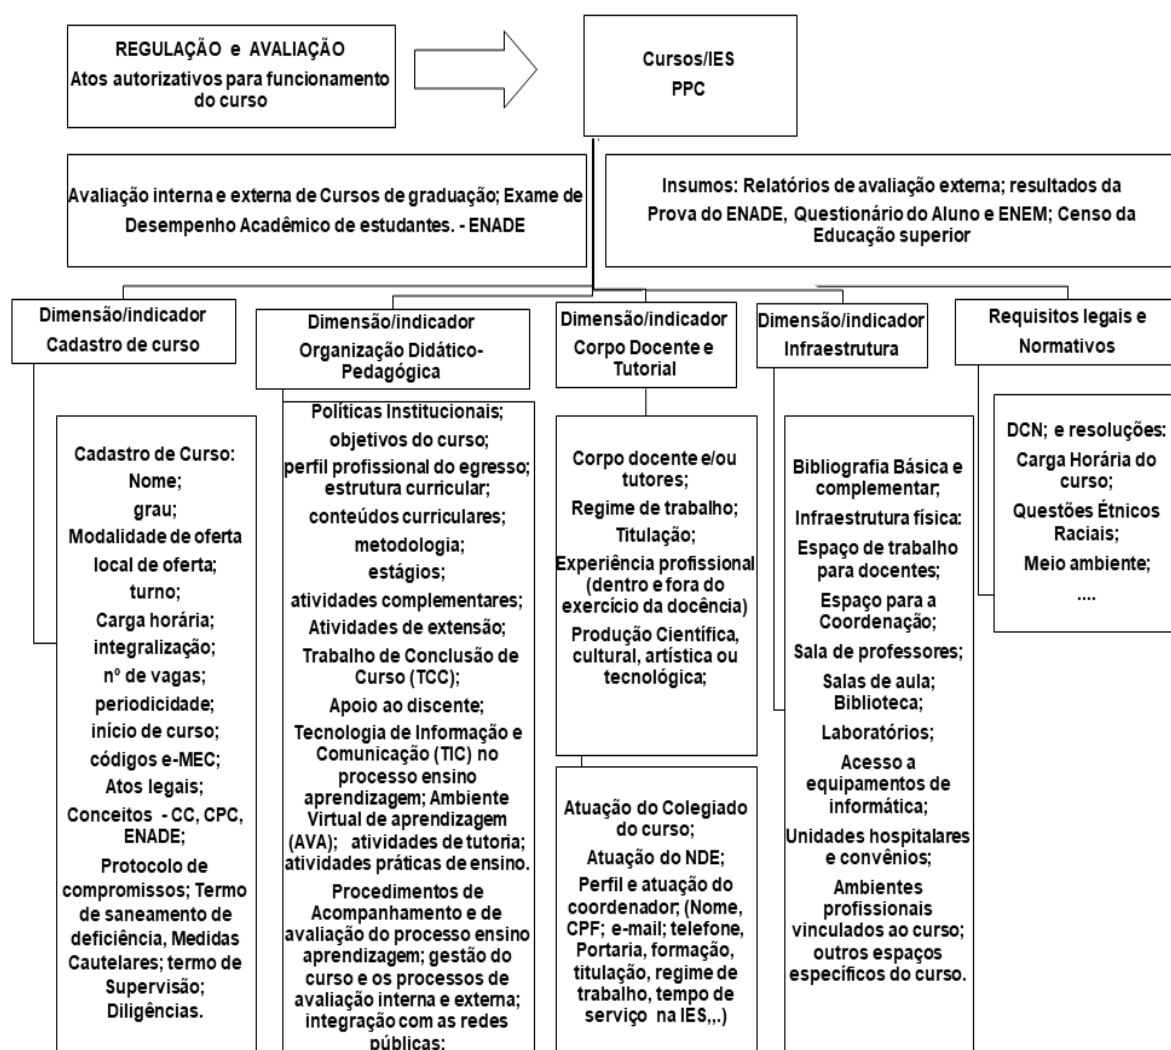 REGULAÇÃO e AVALIAÇÃO
Atos autorizativos para funcionamento
do curso
Cursos/IES
PPC
Avaliação interna e externa de Cursos de graduação; Exame de
Desempenho Acadêmico de estudantes. - ENADE
Insumos: Relatórios de avaliação externa; resultados da
Prova do ENADE, Questionário do Aluno e ENEM; Censo da
Educação superior
Dimensão/indicador
Cadastro de curso
Dimensão/indicador
Organização Didático-
Pedagógica
Dimensão/indicador
Corpo Docente e
Tutorial
Dimensão/indicador
Infraestrutura
Requisitos legais e
Normativos
Cadastro de Curso:
Nome;
grau;
Modalidade de oferta
local de oferta;
turno;
Carga horária;
integralização;
nº de vagas;
periodicidade;
início de curso;
códigos e-MEC;
Atos legais;
Conceitos - CC, CPC,
ENADE;
Protocolo de
compromissos; Termo
de saneamento de
deficiência, Medidas
Cautelares; termo de
Supervisão;
Diligências.
Políticas Institucionais;
objetivos do curso;
perfil profissional do egresso;
estrutura curricular;
conteúdos curriculares;
metodologia;
estágios;
atividades complementares;
Atividades de extensão;
Trabalho de Conclusão de
Curso (TCC);
Apoio ao discente;
Tecnologia de Informação e
Comunicação (TIC) no
processo ensino
aprendizagem; Ambiente
Virtual de aprendizagem
(AVA); atividades de tutoria;
atividades práticas de ensino.
Procedimentos de
Acompanhamento e de
avaliação do processo ensino
aprendizagem; gestão do
curso e os processos de
avaliação interna e externa;
integração com as redes
públicas;
Corpo docente e/ou
tutores;
Regime de trabalho;
Titulação;
Experiência profissional
(dentro e fora do
exercício da docência)
Produção Científica,
cultural, artística ou
tecnológica;
Atuação do Colegiado
do curso;
Atuação do NDE;
Perfil e atuação do
coordenador; (Nome,
CPF; e-mail; telefone,
Portaria, formação,
titulação, regime de
trabalho, tempo de
serviço na IES,,.)
Bibliografia Básica e
complementar;
Infraestrutura física:
Espaço de trabalho
para docentes;
Espaço para a
Coordenação;
Sala de professores;
Salas de aula;
Biblioteca;
Laboratórios;
Acesso a
equipamentos de
informática;
Unidades hospitalares
e convênios;
Ambientes
profissionais
vinculados ao curso;
outros espaços
específicos do curso.
DCN; e resoluções:
Carga Horária do
curso;
Questões Étnicos
Raciais;
Meio ambiente;
....